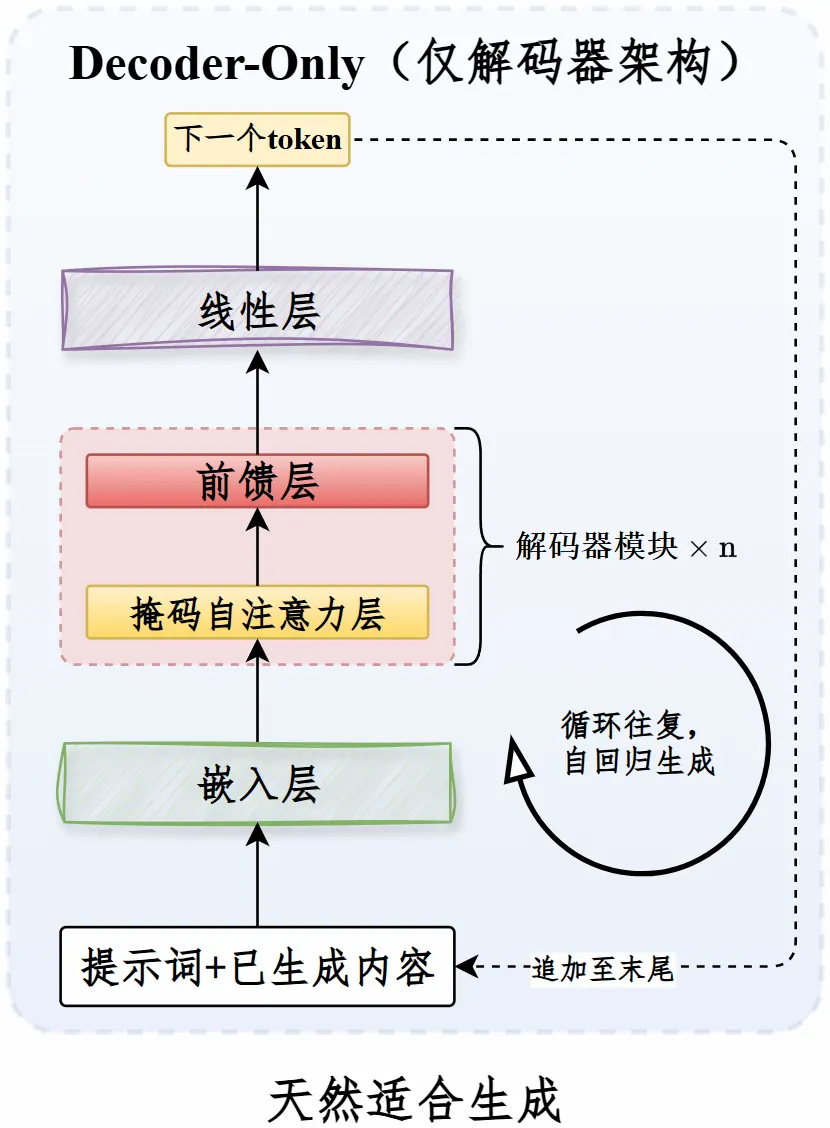 Decoder-Only（仅解码器架构）
下一个token
线性层
前馈层
解码器模块 × n
掩码自注意力层
循环往复，
自回归生成
嵌入层
提示词+已生成内容
追加至末尾
天然适合生成